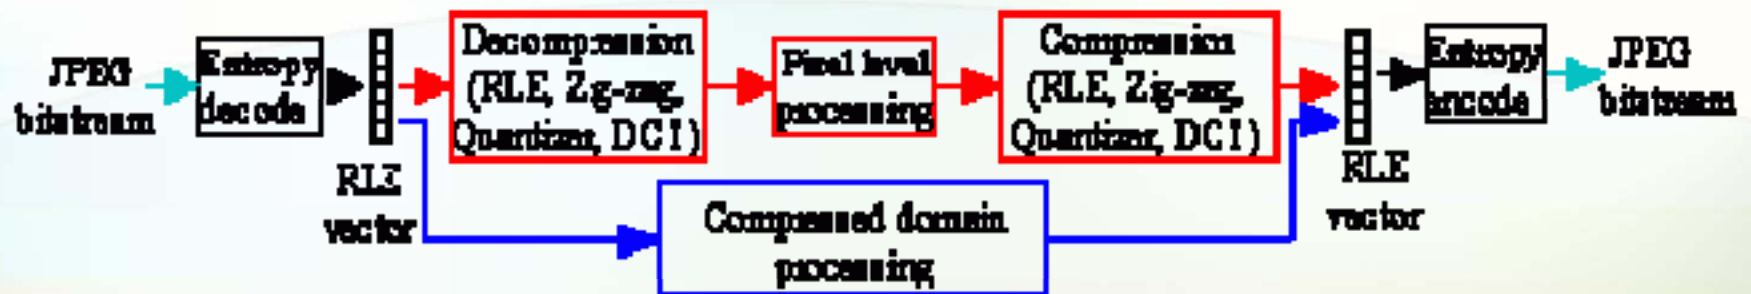 JPEG
bitstream
Entropy
decode
RLE
vector
Decompression
(RLE, Zig-zag,
Quantizer, DCT)
Pixel level
processing
Compression
(RLE, Zig-zag,
Quantizer, DCT)
RLE
vector
Entropy
encode
JPEG
bitstream
Compressed domain
processing